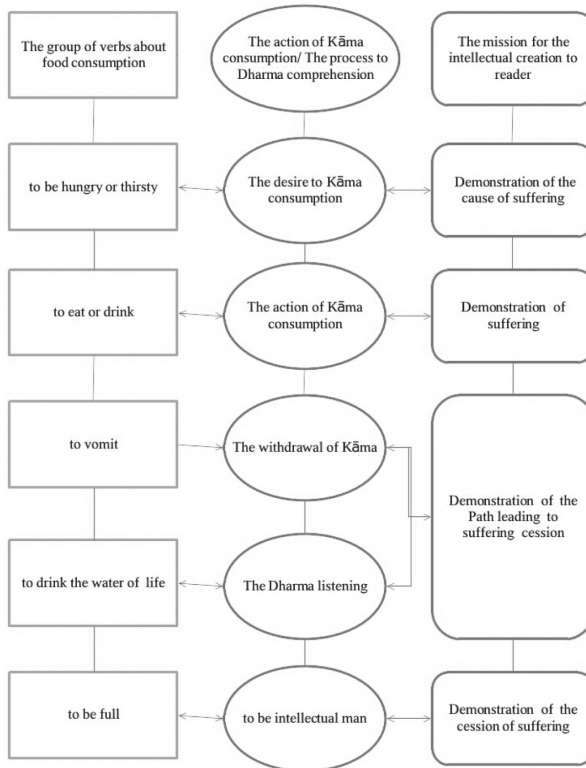 The group of verbs about
food consumption
The action of Kāma
consumption/ The process to
Dharma comprehension
The mission for the
intellectual creation to
reader
to be hungry or thirsty
The desire to Kāma
consumption
Demonstration of the
cause of suffering
to eat or drink
The action of Kāma
consumption
Demonstration of
suffering
to vomit
The withdrawal of Kāma
Demonstration of the
Path leading to
suffering cession
to drink the water of life
The Dharma listening
to be full
to be intellectual man
Demonstration of the
cession of suffering